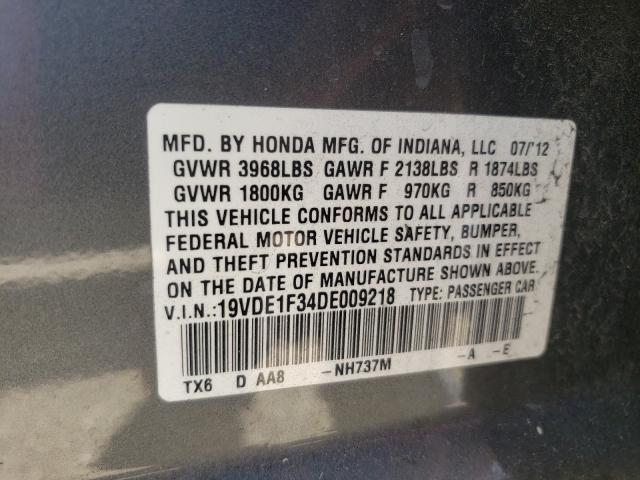 MFD. BY HONDA MFG. OF INDIANA, LLC 07/'12
GVWR 3968LBS GAWR F 2138LBS R 1874LBS
GVWR 1800KG GAWR F 970KG R 850KG
THIS VEHICLE CONFORMS TO ALL APPLICABLE
FEDERAL MOTOR VEHICLE SAFETY, BUMPER,
AND THEFT PREVENTION STANDARDS IN EFFECT
ON THE DATE OF MANUFACTURE SHOWN ABOVE.
V.I.N.:19VDE1F34DE009218 TYPE: PASSENGER CAR
TX6 D AA8 -NH737M -A -E